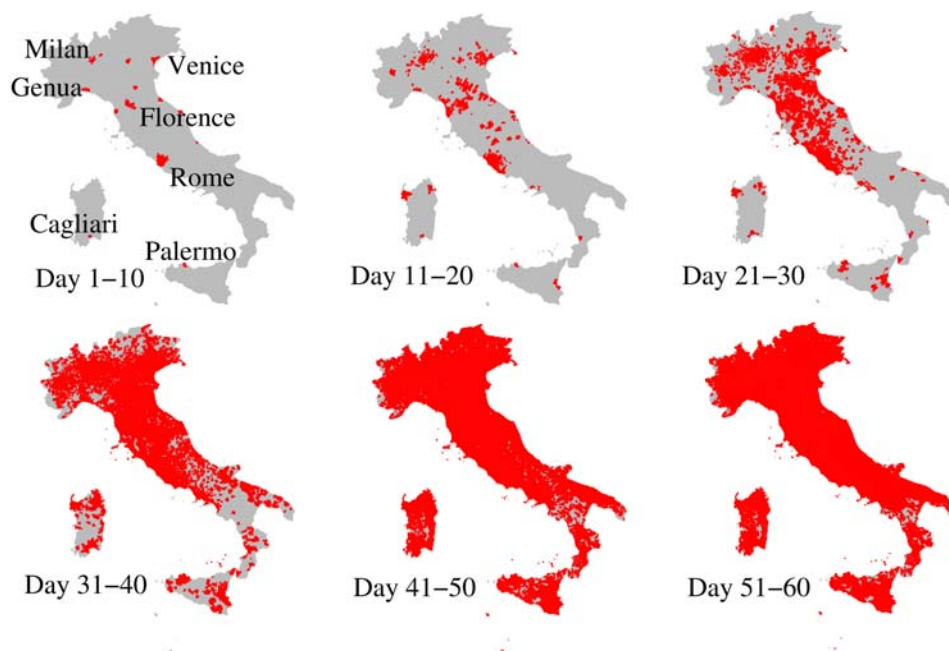 Milan
Venice
Genua
Florence
Rome
Cagliari
Palermo
Day 1–10
Day 11–20
Day 21–30
Day 31–40
Day 41–50
Day 51–60